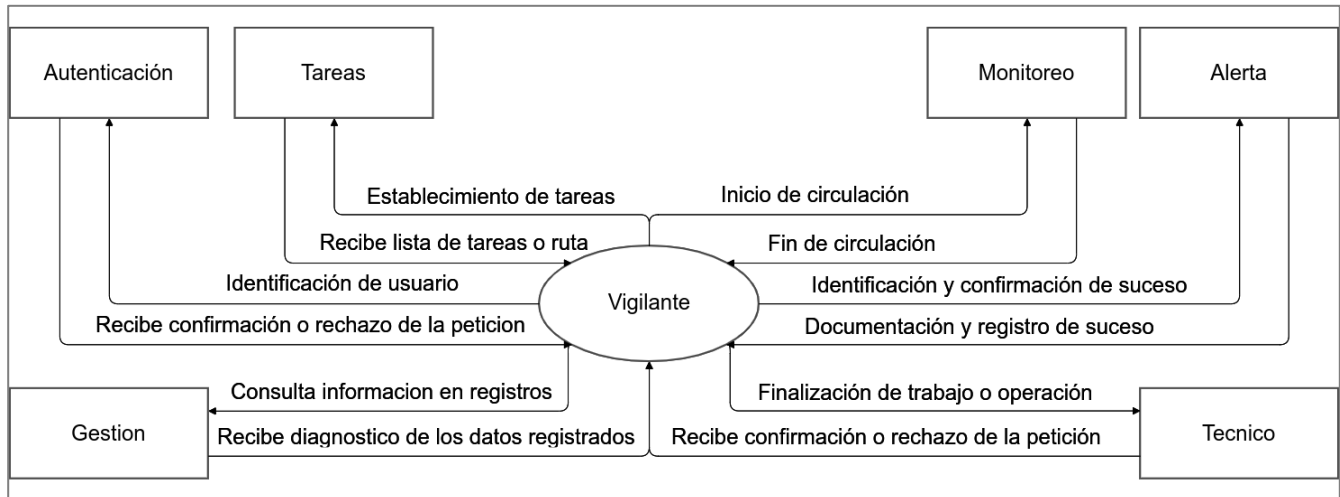 Autenticación
Tareas
Monitoreo
Alerta
Establecimiento de tareas
Inicio de circulación
Recibe lista de tareas o ruta
Fin de circulación
Identificación de usuario
Vigilante
Identificación y confirmación de suceso
Recibe confirmación o rechazo de la peticion
Documentación y registro de suceso
Consulta informacion en registros
Finalización de trabajo o operación
Gestion
Recibe diagnostico de los datos registrados
Recibe confirmación o rechazo de la petición
Tecnico